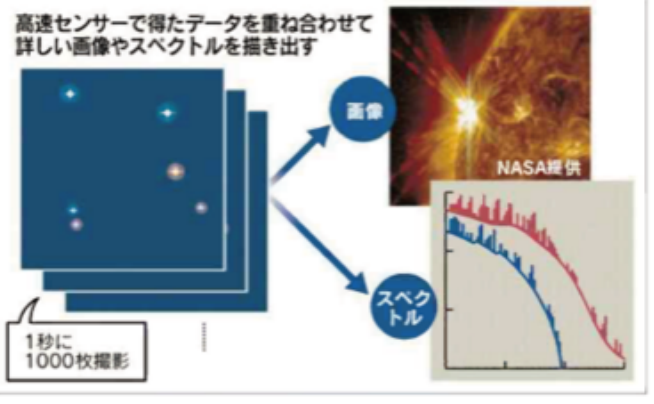 高速センサーで得たデータを重ね合わせて
詳しい画像やスペクトルを描き出す
画像
NASA提供
スペク
トル
1秒に
1000枚撮影